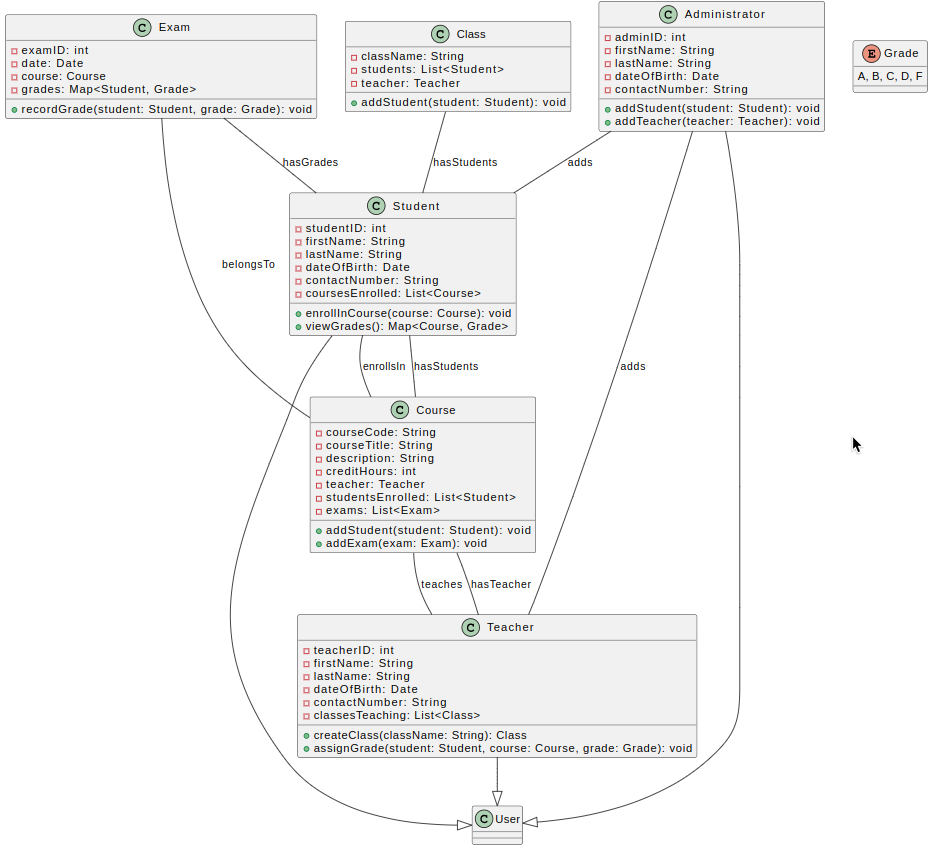 C Exam
examID: int
date: Date
course: Course
grades: Map<Student, Grade>
recordGrade(student: Student, grade: Grade): void
C Class
className: String
students: List<Student>
teacher: Teacher
addStudent(student: Student): void
C Administrator
adminID: int
firstName: String
lastName: String
dateOfBirth: Date
contactNumber: String
addStudent(student: Student): void
addTeacher(teacher: Teacher): void
E Grade
A, B, C, D, F
hasGrades
hasStudents
adds
C Student
studentID: int
firstName: String
lastName: String
dateOfBirth: Date
contactNumber: String
coursesEnrolled: List<Course>
enrollInCourse(course: Course): void
viewGrades(): Map<Course, Grade>
belongsTo
enrollsIn
hasStudents
adds
C Course
courseCode: String
courseTitle: String
description: String
creditHours: int
teacher: Teacher
studentsEnrolled: List<Student>
exams: List<Exam>
addStudent(student: Student): void
addExam(exam: Exam): void
teaches
hasTeacher
C Teacher
teacherID: int
firstName: String
lastName: String
dateOfBirth: Date
contactNumber: String
classesTeaching: List<Class>
createClass(className: String): Class
assignGrade(student: Student, course: Course, grade: Grade): void
C User